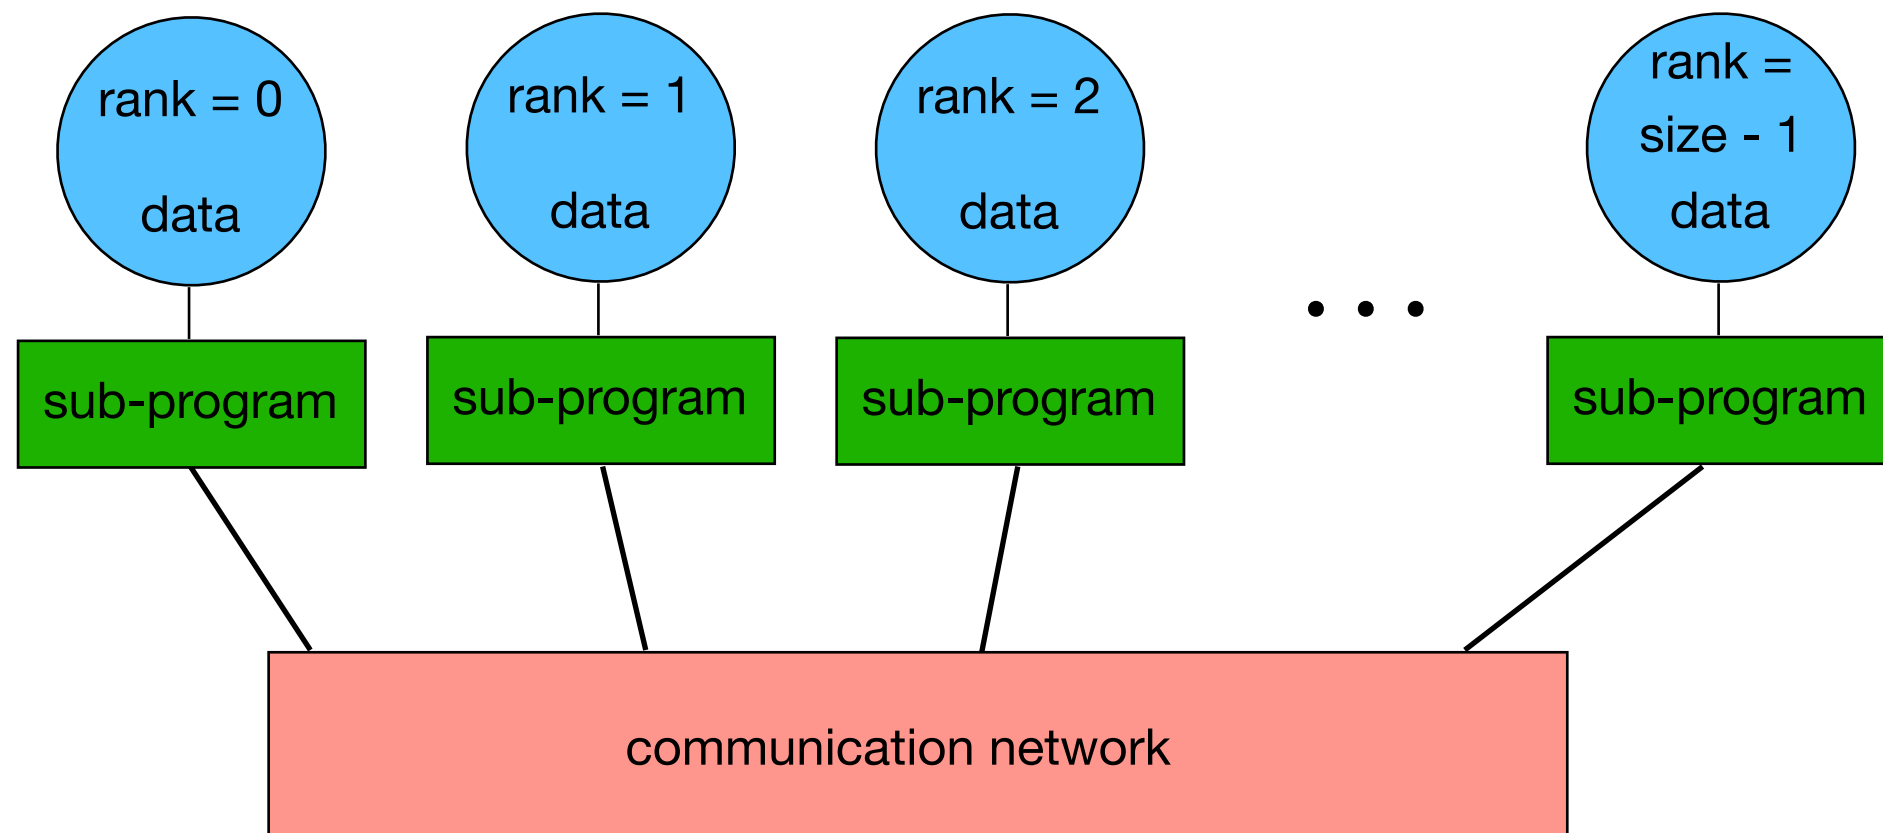 rank = 0
data
rank = 1
data
rank = 2
data
rank =
size - 1
data
• • •
sub-program
sub-program
sub-program
sub-program
communication network